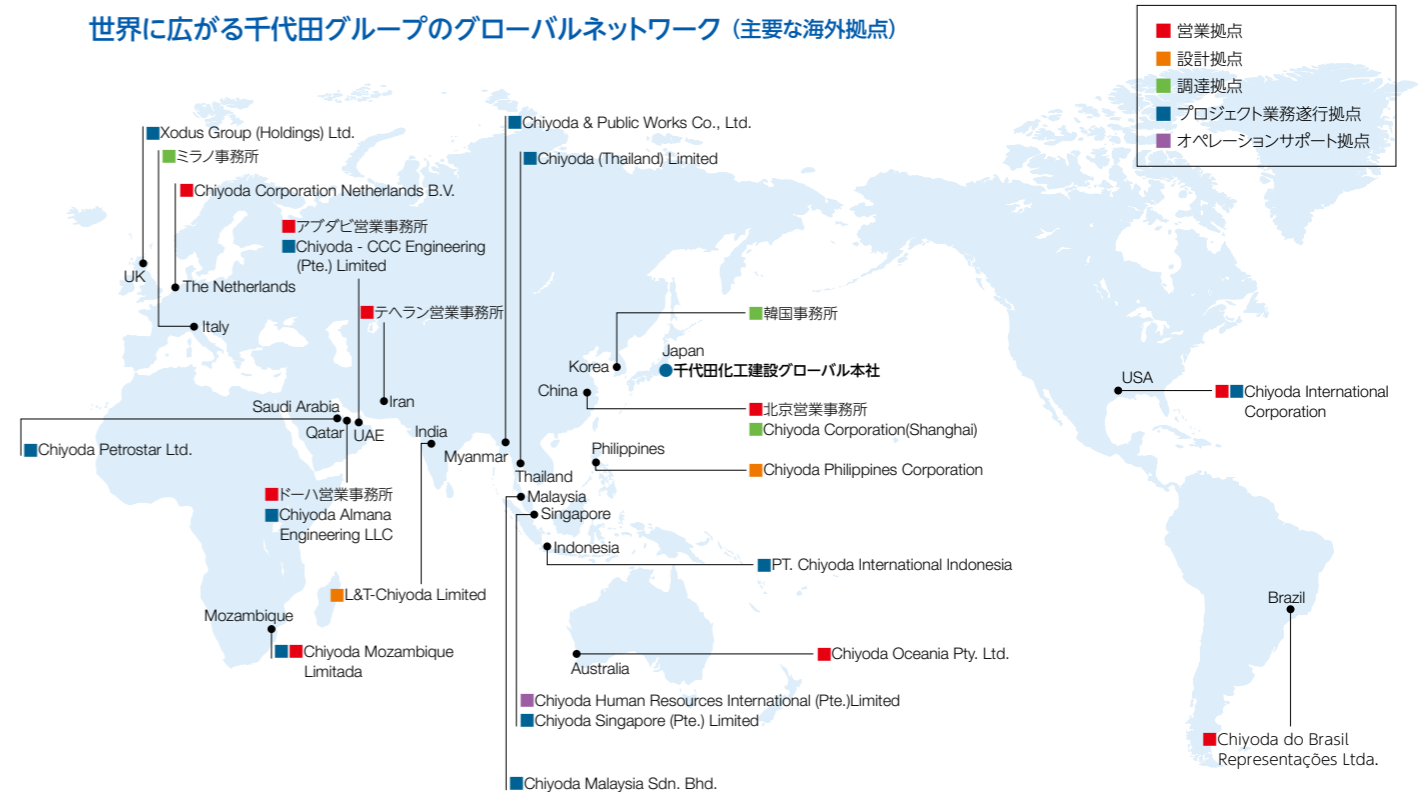 世界に広がる千代田グループのグローバルネットワーク（主要な海外拠点）
営業拠点
設計拠点
調達拠点
プロジェクト業務遂行拠点
オペレーションサポート拠点
Xodus Group (Holdings) Ltd.
ミラノ事務所
Chiyoda Corporation Netherlands B.V.
アブダビ営業事務所
Chiyoda - CCC Engineering
(Pte.) Limited
テヘラン営業事務所
Chiyoda & Public Works Co., Ltd.
Chiyoda (Thailand) Limited
UK
The Netherlands
Italy
韓国事務所
Japan
千代田化工建設グローバル本社
Korea
China
北京営業事務所
Chiyoda Corporation(Shanghai)
USA
Chiyoda International
Corporation
Saudi Arabia
Iran
Qatar
UAE
India
Myanmar
Philippines
Chiyoda Petrostar Ltd.
Thailand
Chiyoda Philippines Corporation
Malaysia
Singapore
ドーハ営業事務所
Chiyoda Almana
Engineering LLC
Indonesia
PT. Chiyoda International Indonesia
L&T-Chiyoda Limited
Mozambique
Chiyoda Mozambique
Limitada
Brazil
Chiyoda Oceania Pty. Ltd.
Australia
Chiyoda Human Resources International (Pte.)Limited
Chiyoda Singapore (Pte.) Limited
Chiyoda do Brasil
Representações Ltda.
Chiyoda Malaysia Sdn. Bhd.